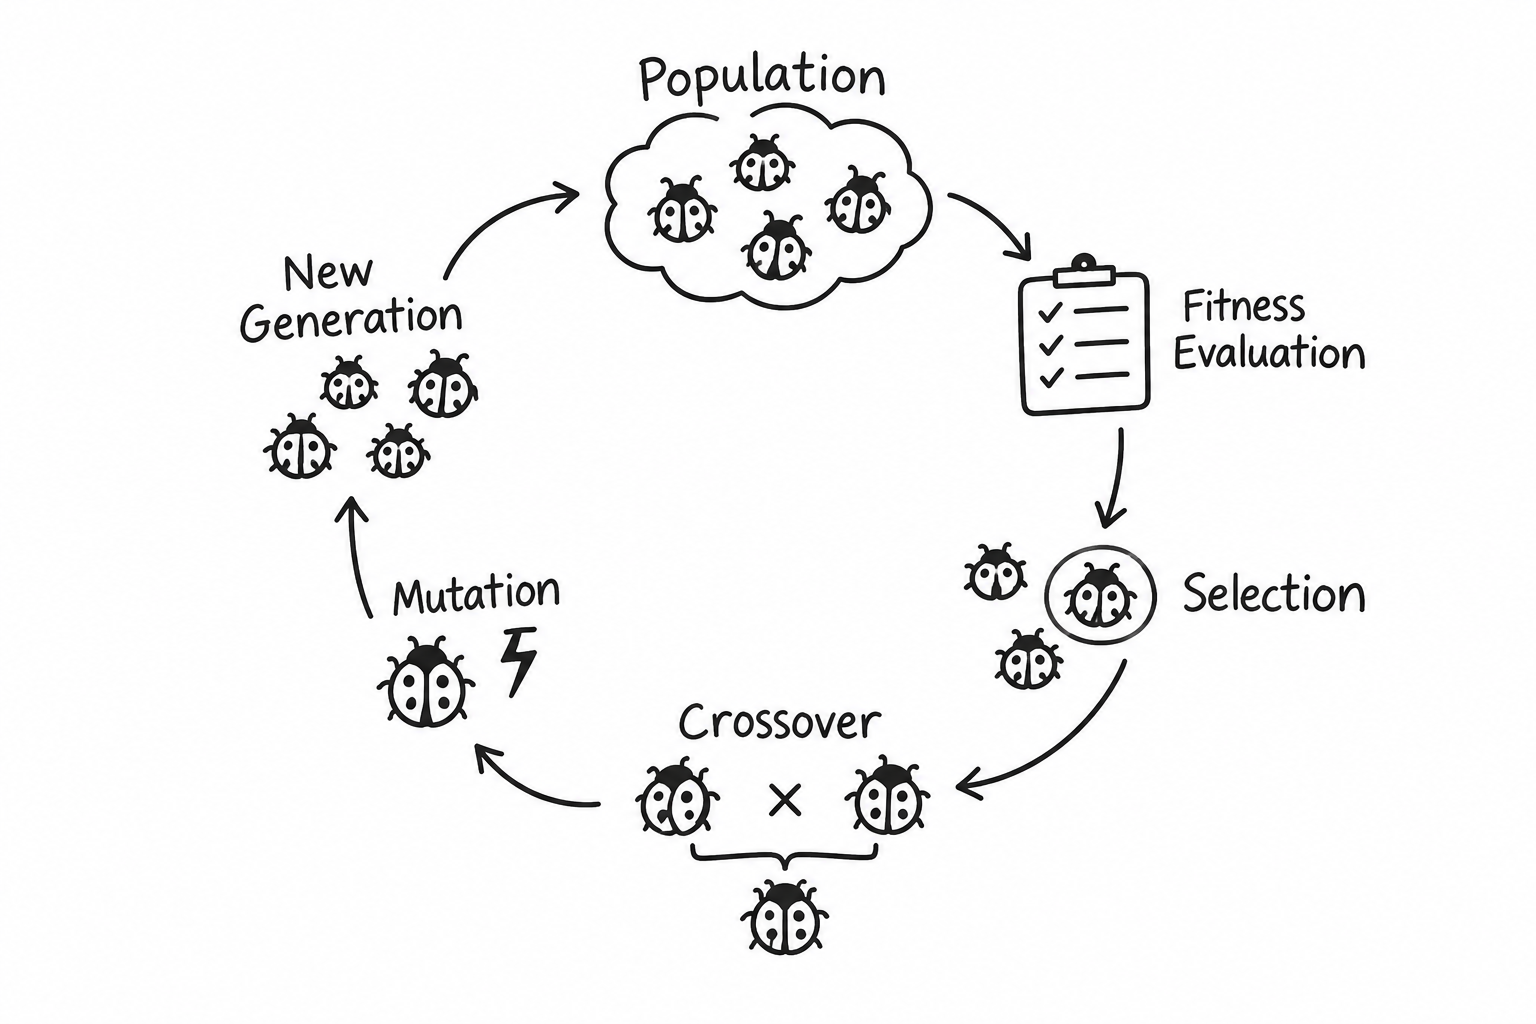 Population
Fitness
Evaluation
Selection
Crossover
×
Mutation
New
Generation